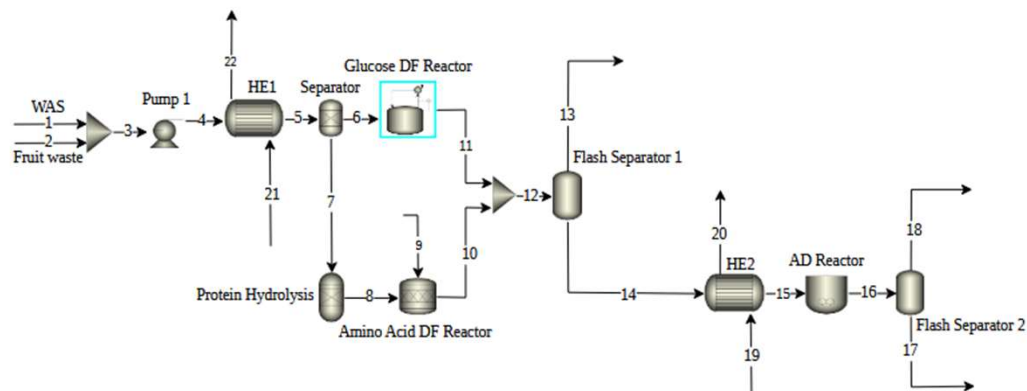 22
HE1
Glucose DF Reactor
Separator
WAS
Pump 1
1
2
3
4
5
6
Fruit waste
11
13
Flash Separator 1
12
21
7
9
10
20
18
HE2
AD Reactor
Protein Hydrolysis
8
14
15
16
Amino Acid DF Reactor
Flash Separator 2
19
17